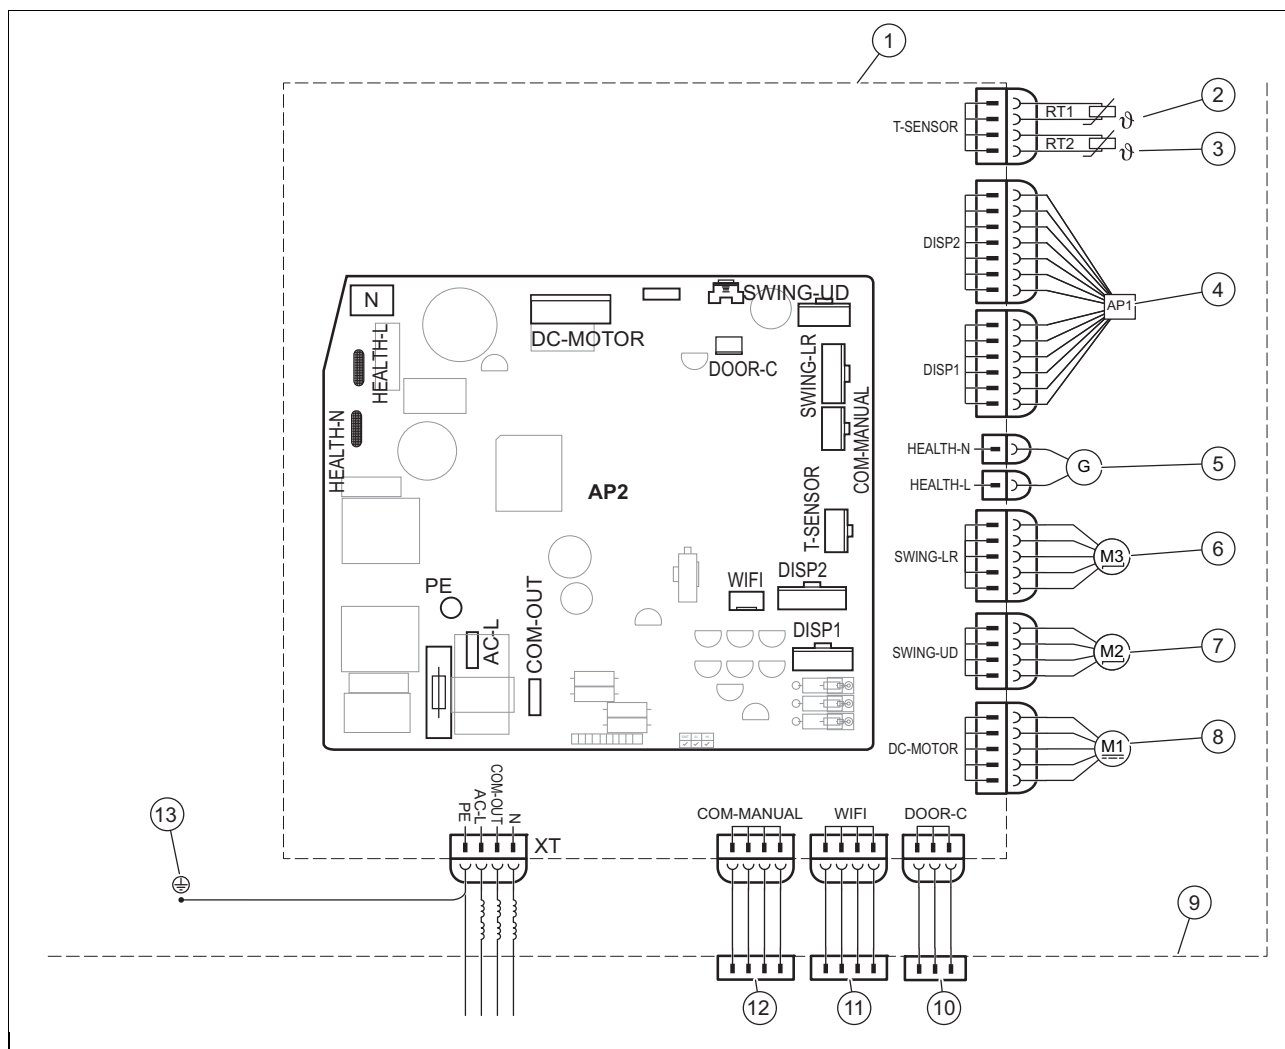 1
T-SENSOR
RT1
ϑ
2
RT2
ϑ
3
DISP2
AP1
4
DISP1
HEALTH-N
G
5
HEALTH-L
SWING-LR
M3
6
SWING-UD
M2
7
DC-MOTOR
M1
8
N
SWING-UD
DC-MOTOR
DOOR-C
HEALTH-L
HEALTH-N
SWING-LR
COM-MANUAL
AP2
T-SENSOR
WIFI
DISP2
PE
AC-L
COM-OUT
DISP1
PE
AC-L
COM-OUT
N
XT
COM-MANUAL
WIFI
DOOR-C
13
9
12
11
10